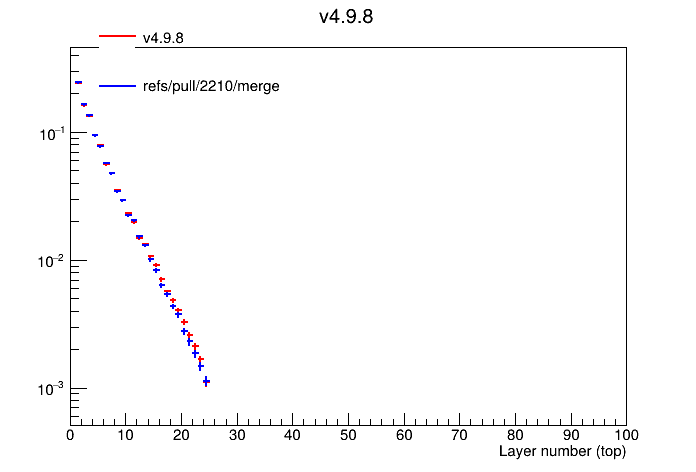 v4.9.8
v4.9.8
refs/pull/2210/merge
10⁻¹
10⁻²
10⁻³
0 10 20 30 40 50 60 70 80 90 100
Layer number (top)